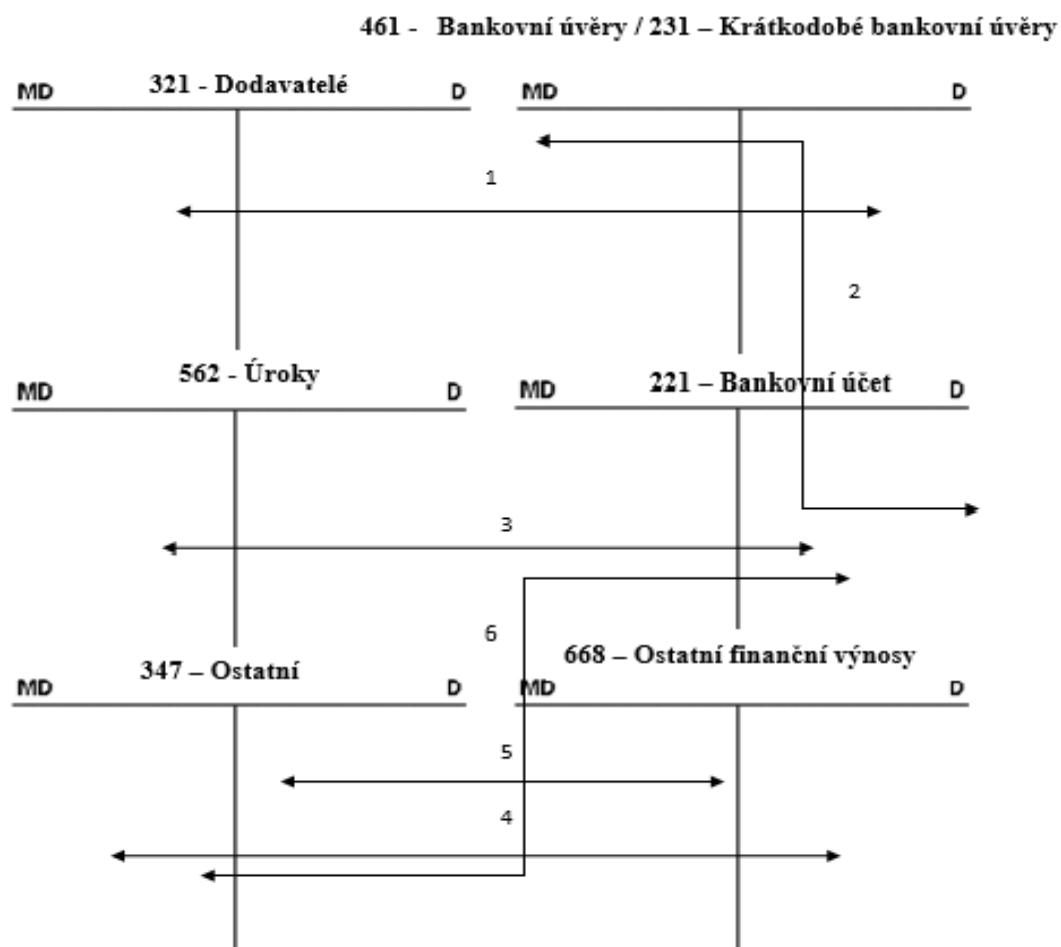 461 - Bankovní úvěry / 231 – Krátkodobé bankovní úvěry
MD 321 - Dodavatelé D MD D
1
2
562 - Úroky 221 – Bankovní účet
MD D MD D
3
6
347 – Ostatní 668 – Ostatní finanční výnosy
MD D MD D
5
4